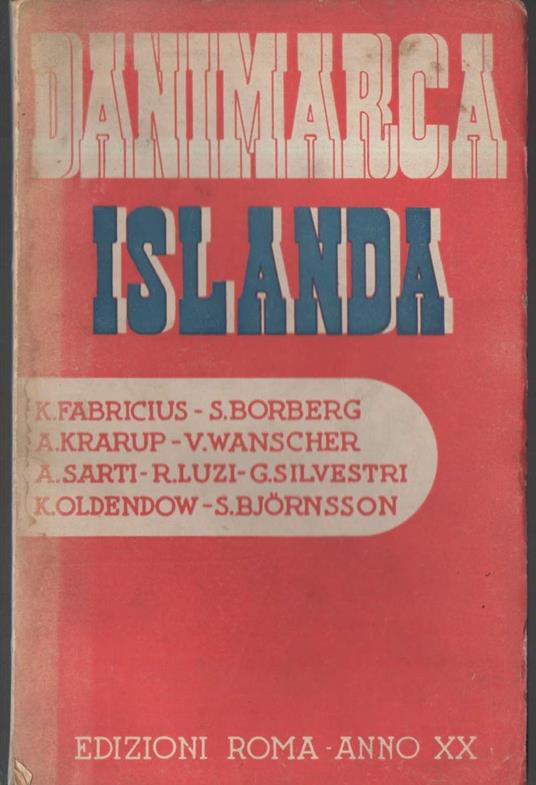 DANIMARCA
ISLANDA
K.FABRICIUS - S.BORBERG
A.KRARUP - V.WANSCHER
A.SARTI - R.LUZI - G.SILVESTRI
K.OLDENDOW - S.BJÖRNSSON
EDIZIONI ROMA - ANNO XX